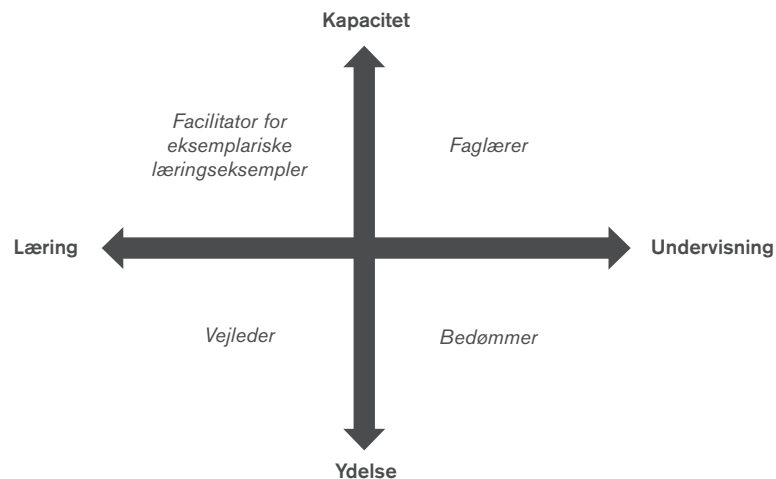 Kapacitet
Facilitator for
eksemplariske
læringseksempler
Faglærer
Læring
Undervisning
Vejleder
Bedømmer
Ydelse